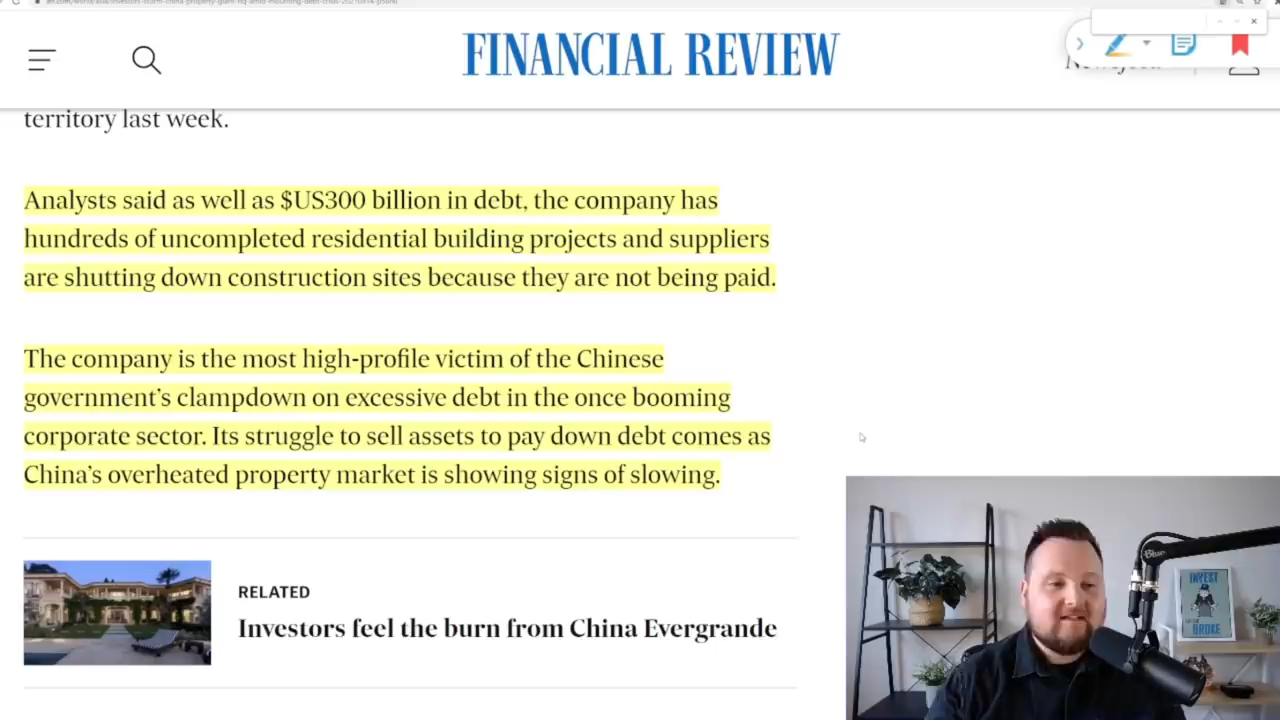 FINANCIAL REVIEW
territory last week.
Analysts said as well as $US300 billion in debt, the company has
hundreds of uncompleted residential building projects and suppliers
are shutting down construction sites because they are not being paid.
The company is the most high-profile victim of the Chinese
government's clampdown on excessive debt in the once booming
corporate sector. Its struggle to sell assets to pay down debt comes as
China's overheated property market is showing signs of slowing.
RELATED
Investors feel the burn from China Evergrande
Blue
INVEST
BROKE